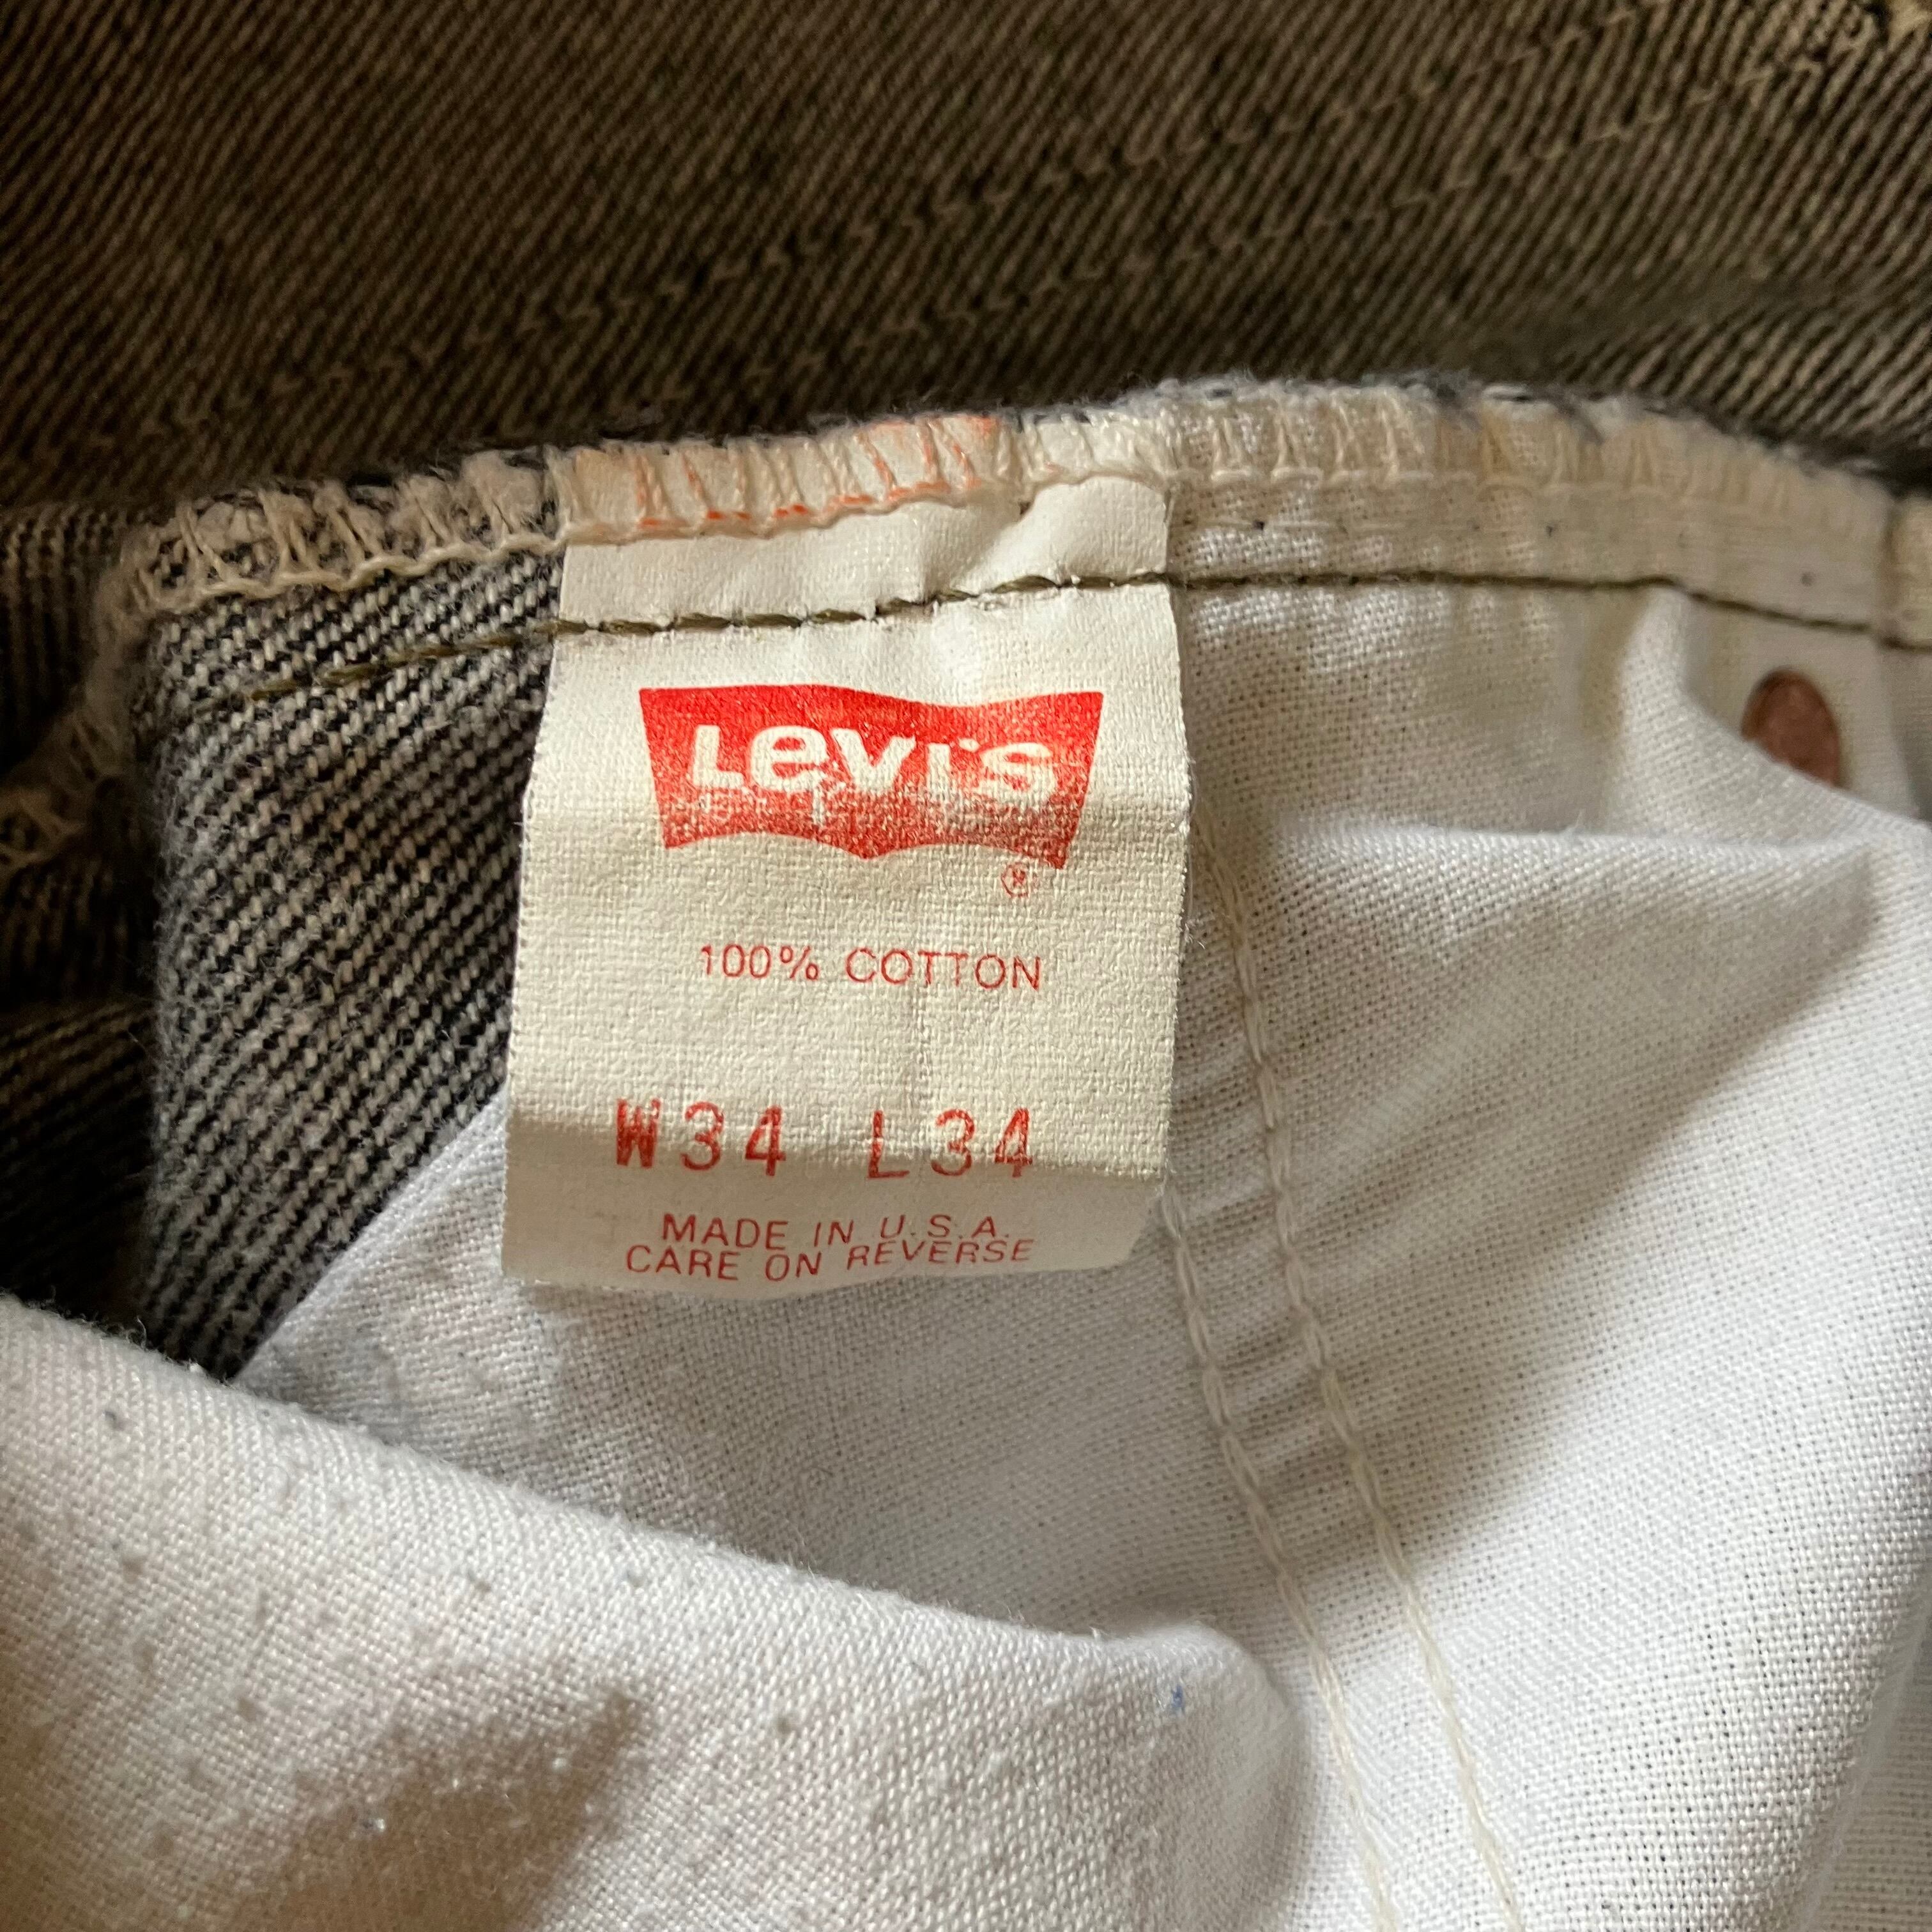 Levi's
®
100% COTTON
W34 L34
MADE IN U.S.A.
CARE ON REVERSE